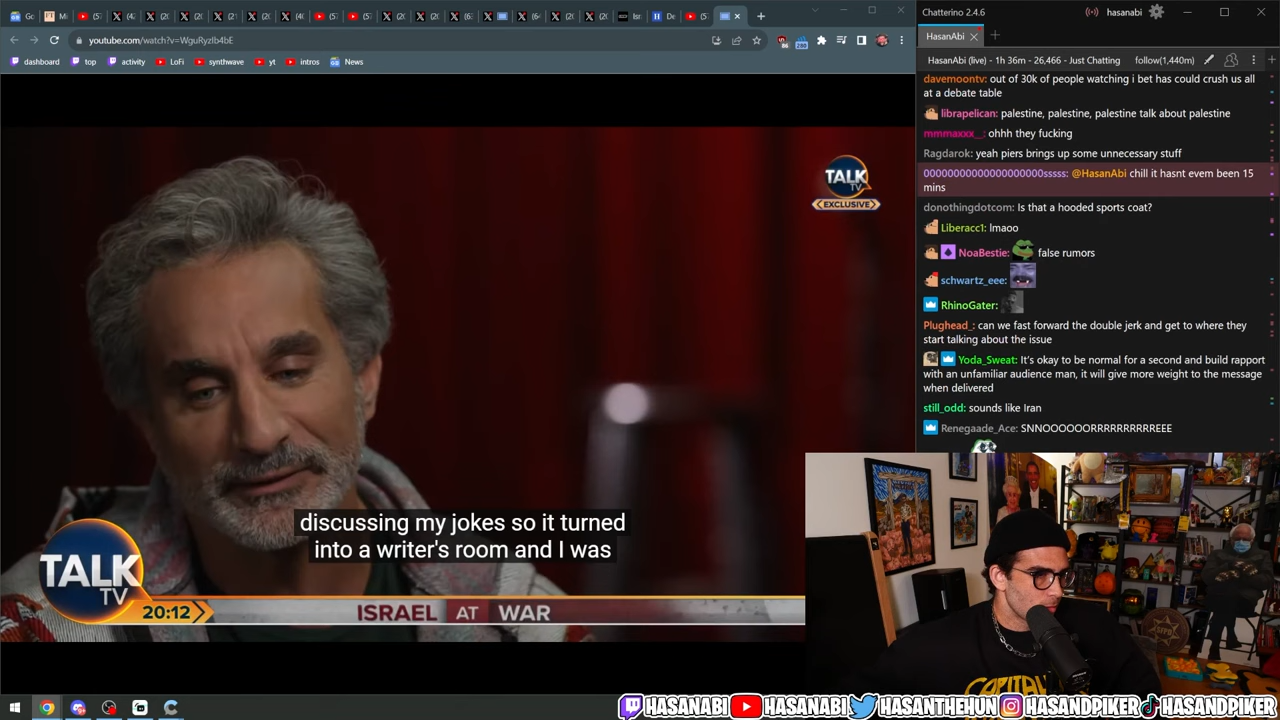 Chatterino 2.4.6
hasanabi
youtube.com/watch?v=WguRyzIb4bE
HasanAbi
dashboard
top
activity
LoFi
synthwave
yt
intros
News
HasanAbi (live) - 1h 36m - 26,466 - Just Chatting
follow(1,440m)
davemoontv: out of 30k of people watching i bet has could crush us all
at a debate table
librapelican: palestine, palestine, palestine talk about palestine
mmmaxxx__: ohhh they fucking
Ragdarok: yeah piers brings up some unnecessary stuff
@HasanAbi chill it hasnt evem been 15
mins
donothingdotcom: Is that a hooded sports coat?
Liberacc1: lmaoo
NoaBestie: false rumors
schwartz_eee:
RhinoGater:
Plughead_: can we fast forward the double jerk and get to where they
start talking about the issue
Yoda_Sweat: It's okay to be normal for a second and build rapport
with an unfamiliar audience man, it will give more weight to the message
when delivered
still_odd: sounds like Iran
Renegaade_Ace: SNNOOOOOORRRRRRRRRREEE
TALK
TV
EXCLUSIVE
discussing my jokes so it turned
into a writer's room and I was
TALK
TV
20:12
ISRAEL AT WAR
HASANABI
HASANABI
HASANTHEHUN
HASANDPIKER
HASANDPIKER